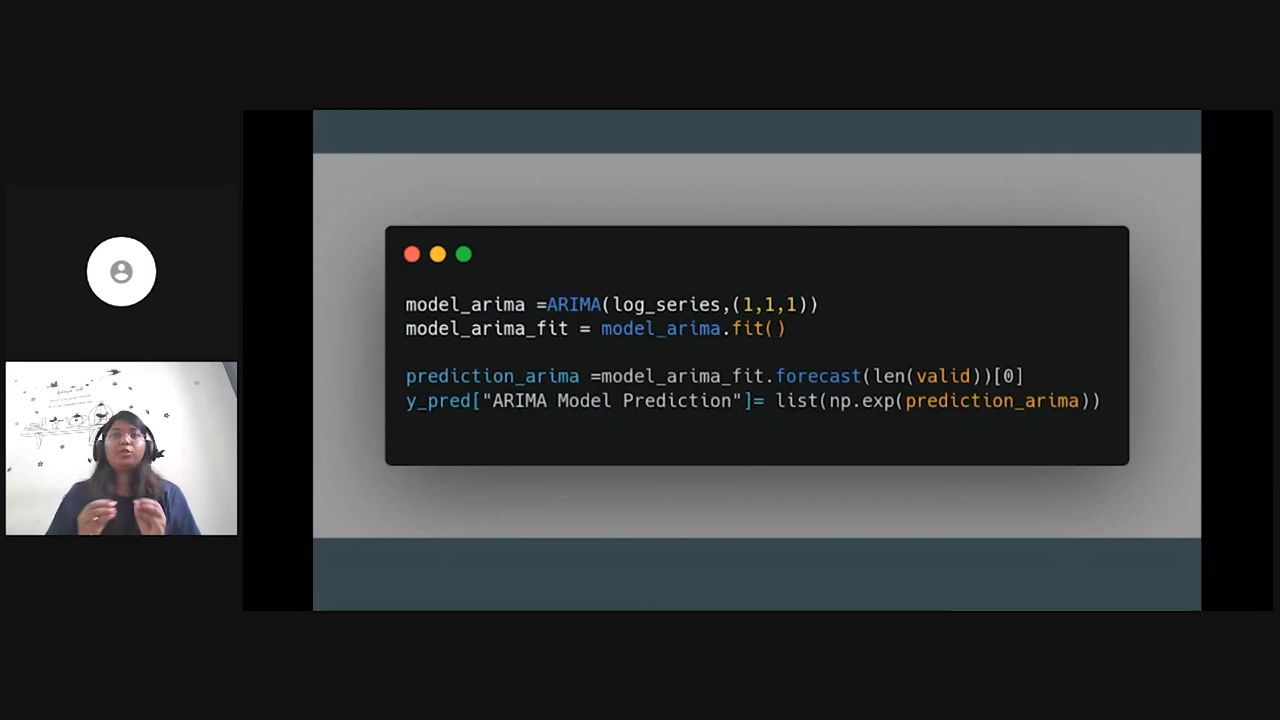 model_arima =ARIMA(log_series,(1,1,1))
model_arima_fit = model_arima.fit()
prediction_arima =model_arima_fit.forecast(len(valid))[0]
y_pred["ARIMA Model Prediction"]= list(np.exp(prediction_arima))